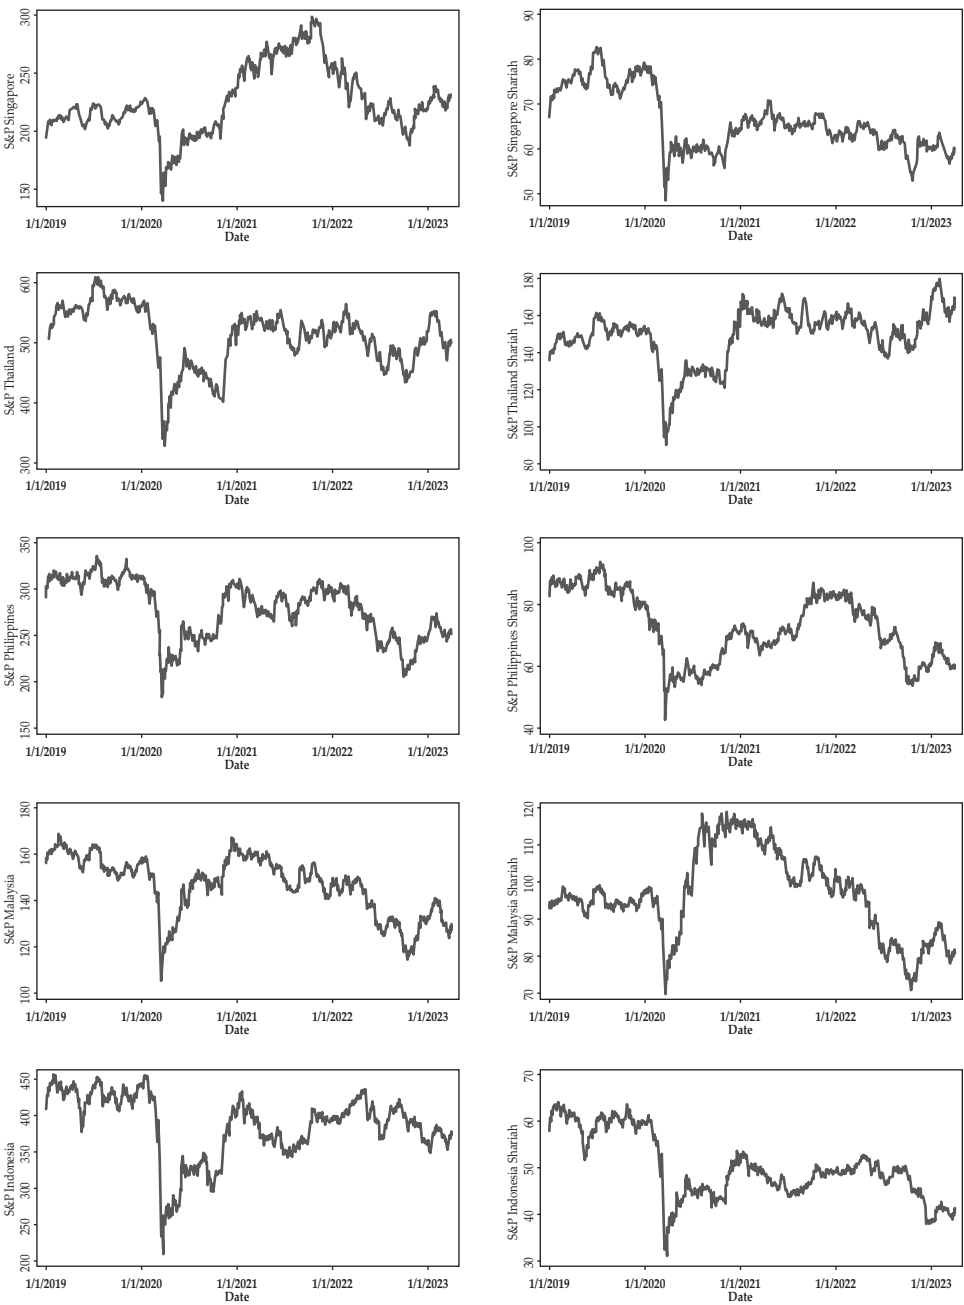 S&P Singapore
300
250
200
150
1/1/2019 1/1/2020 1/1/2021 1/1/2022 1/1/2023
Date
S&P Singapore Shariah
90
80
70
60
50
1/1/2019 1/1/2020 1/1/2021 1/1/2022 1/1/2023
Date
S&P Thailand
600
500
400
300
1/1/2019 1/1/2020 1/1/2021 1/1/2022 1/1/2023
Date
S&P Thailand Shariah
180
160
140
120
100
80
1/1/2019 1/1/2020 1/1/2021 1/1/2022 1/1/2023
Date
S&P Philippines
350
300
250
200
150
1/1/2019 1/1/2020 1/1/2021 1/1/2022 1/1/2023
Date
S&P Philippines Shariah
100
80
60
40
1/1/2019 1/1/2020 1/1/2021 1/1/2022 1/1/2023
Date
S&P Malaysia
180
160
140
120
100
1/1/2019 1/1/2020 1/1/2021 1/1/2022 1/1/2023
Date
S&P Malaysia Shariah
120
110
100
90
80
70
1/1/2019 1/1/2020 1/1/2021 1/1/2022 1/1/2023
Date
S&P Indonesia
450
400
350
300
250
200
1/1/2019 1/1/2020 1/1/2021 1/1/2022 1/1/2023
Date
S&P Indonesia Shariah
70
60
50
40
30
1/1/2019 1/1/2020 1/1/2021 1/1/2022 1/1/2023
Date